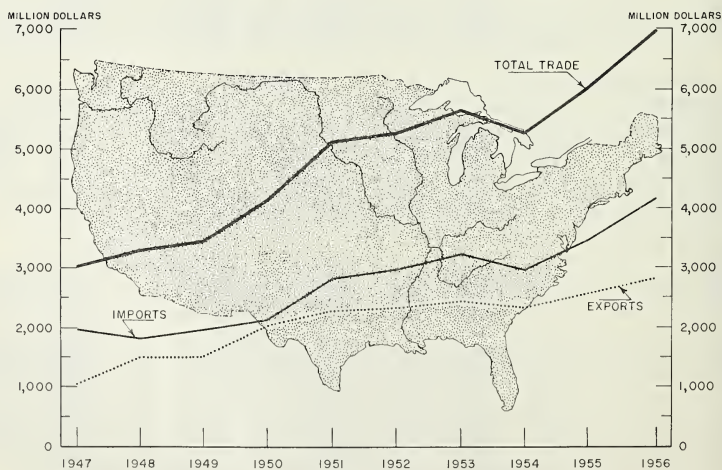 MILLION DOLLARS MILLION DOLLARS
7,000 7,000
TOTAL TRADE
6,000 6,000
5,000 5,000
4,000 4,000
3,000 3,000
IMPORTS EXPORTS
2,000 2,000
1,000 1,000
0 0
1947 1948 1949 1950 1951 1952 1953 1954 1955 1956